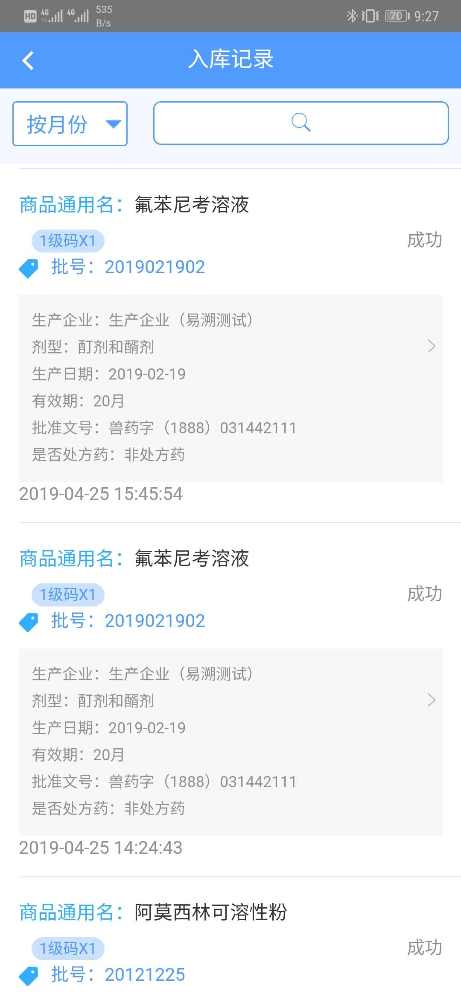 HD 4G 4G 535 B/s 70 9:27
入库记录
按月份
商品通用名：氟苯尼考溶液
1级码X1 成功
批号：2019021902
生产企业：生产企业（易溯测试）
剂型：酊剂和醑剂
生产日期：2019-02-19
有效期：20月
批准文号：兽药字（1888）031442111
是否处方药：非处方药
2019-04-25 15:45:54
商品通用名：氟苯尼考溶液
1级码X1 成功
批号：2019021902
生产企业：生产企业（易溯测试）
剂型：酊剂和醑剂
生产日期：2019-02-19
有效期：20月
批准文号：兽药字（1888）031442111
是否处方药：非处方药
2019-04-25 14:24:43
商品通用名：阿莫西林可溶性粉
1级码X1 成功
批号：20121225